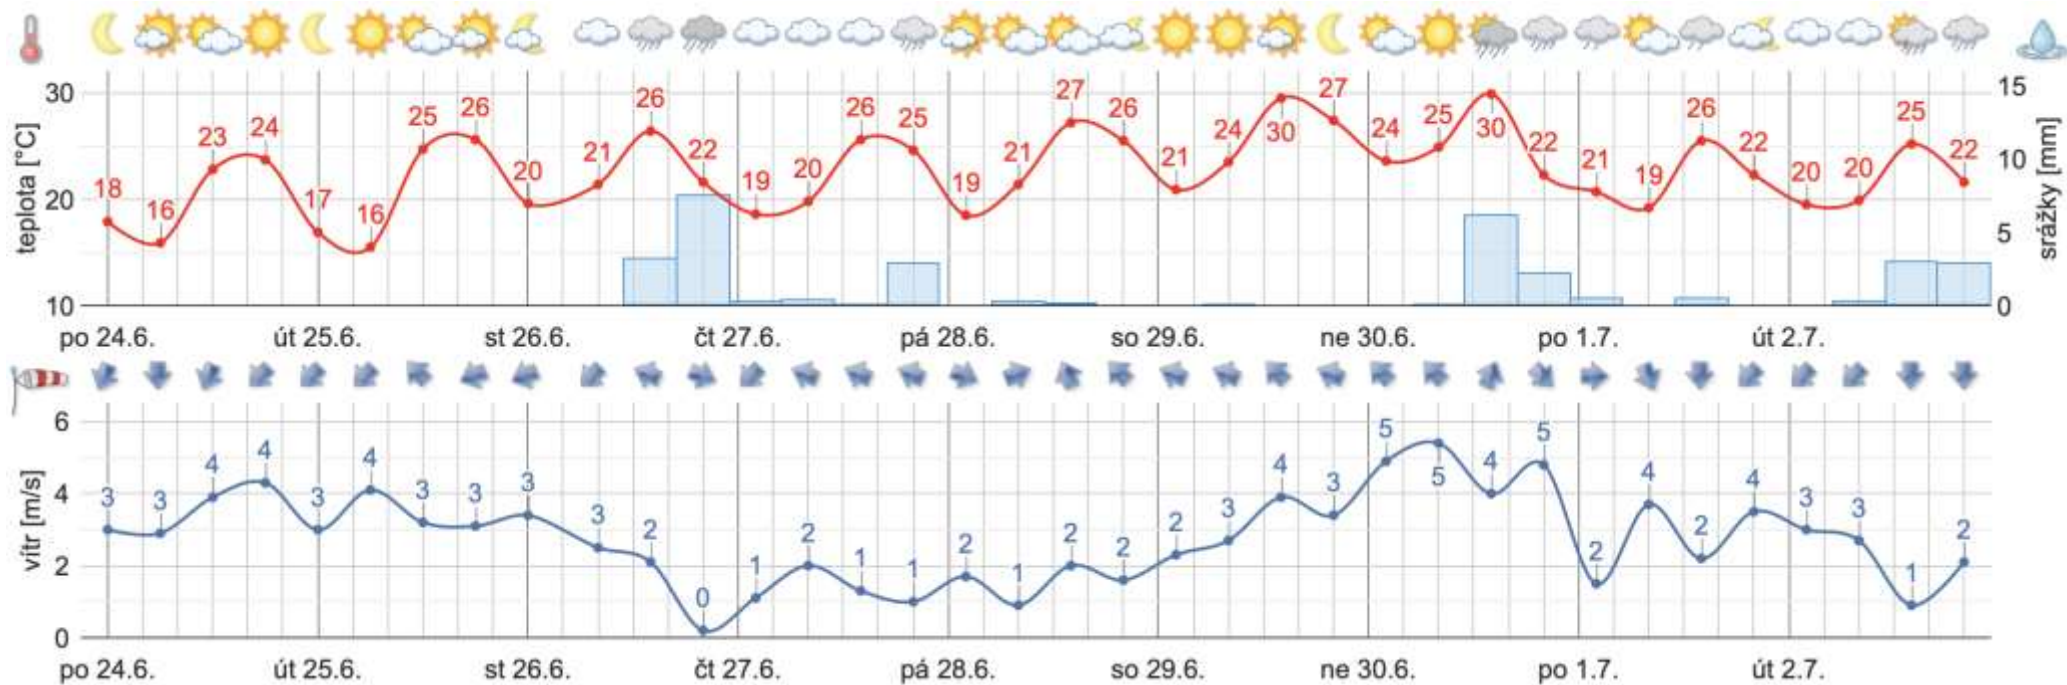 30
20
10
teplota [°C]
18 16 23 24 17 16 25 26 20 21 26 22 19 20 26 25 19 21 27 26 21 24 30 27 24 25 30 22 21 19 26 22 20 20 25 22
15
10
5
0
srážky [mm]
po 24.6. út 25.6. st 26.6. čt 27.6. pá 28.6. so 29.6. ne 30.6. po 1.7. út 2.7.
6
4
2
0
vítr [m/s]
3 3 4 4 3 4 3 3 3 3 2 0 1 2 1 1 2 1 2 2 2 3 4 3 5 5 4 5 2 4 2 4 3 3 1 2
po 24.6. út 25.6. st 26.6. čt 27.6. pá 28.6. so 29.6. ne 30.6. po 1.7. út 2.7.